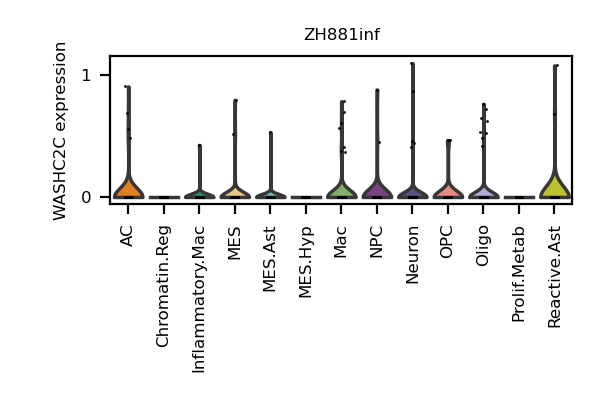 ZH881inf
WASHC2C expression
1
0
AC
Chromatin.Reg
Inflammatory.Mac
MES
MES.Ast
MES.Hyp
Mac
NPC
Neuron
OPC
Oligo
Prolif.Metab
Reactive.Ast